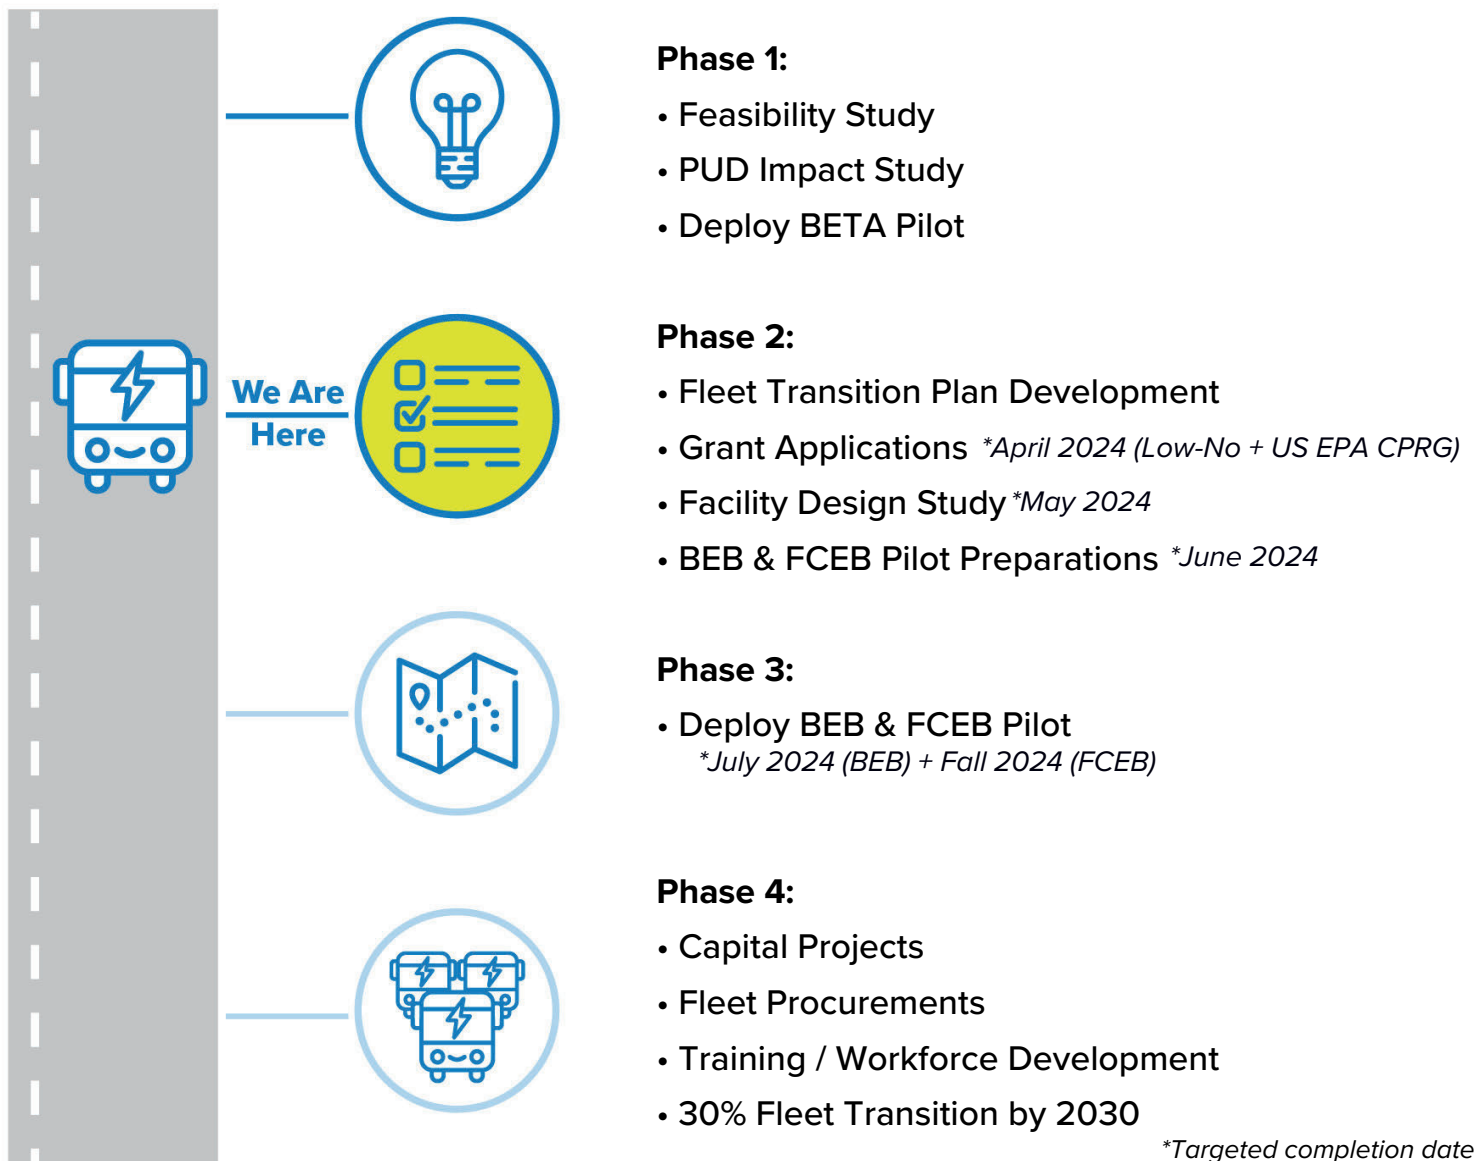 Phase 1:
• Feasibility Study
• PUD Impact Study
• Deploy BETA Pilot
We Are
Here
Phase 2:
• Fleet Transition Plan Development
• Grant Applications *April 2024 (Low-No + US EPA CPRG)
• Facility Design Study *May 2024
• BEB & FCEB Pilot Preparations *June 2024
Phase 3:
• Deploy BEB & FCEB Pilot
*July 2024 (BEB) + Fall 2024 (FCEB)
Phase 4:
• Capital Projects
• Fleet Procurements
• Training / Workforce Development
• 30% Fleet Transition by 2030
*Targeted completion date